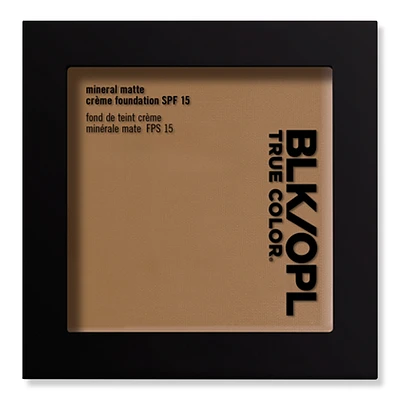 mineral matte
crème foundation SPF 15
fond de teint crème
minérale mate FPS 15
BLK/OPL
TRUE COLOR®